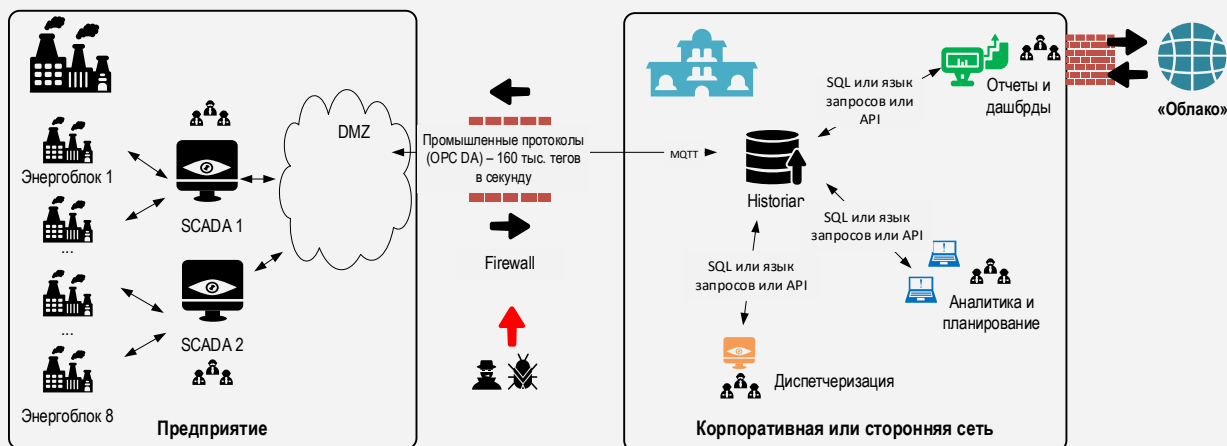 Энергоблок 1
...
...
Энергоблок 8
SCADA 1
SCADA 2
DMZ
Предприятие
Промышленные протоколы
(OPC DA) – 160 тыс. тегов
в секунду
Firewall
MQTT
Historian
SQL или язык
запросов или
API
Отчеты и
дашбрды
SQL или язык
запросов или API
Аналитика и
планирование
SQL или язык
запросов или API
Диспетчеризация
Корпоративная или сторонняя сеть
«Облако»